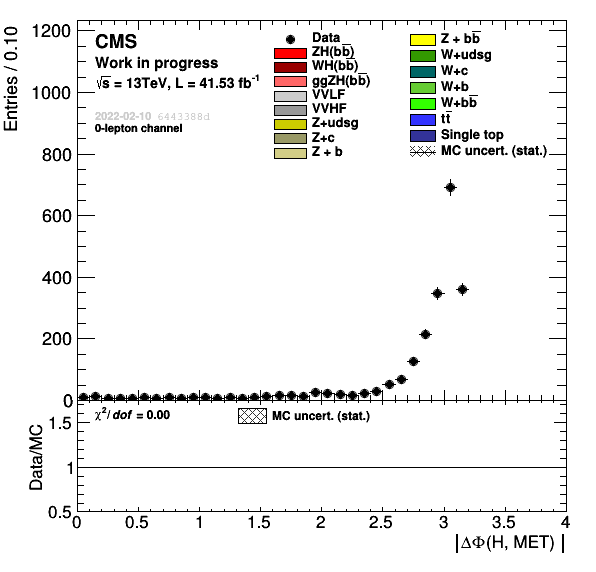 Entries / 0.10
1200
1000
800
600
400
200
0
CMS
Work in progress
√s = 13TeV, L = 41.53 fb⁻¹
2022-02-10 6443388d
0-lepton channel
Data
ZH(bb̅)
WH(bb̅)
ggZH(bb̅)
VVLF
VVHF
Z+udsg
Z+c
Z + b
Z + bb̅
W+udsg
W+c
W+b
W+bb̅
tt̅
Single top
MC uncert. (stat.)
Data/MC
1.5
1
0.5
χ²/dof = 0.00
MC uncert. (stat.)
0 0.5 1 1.5 2 2.5 3 3.5 4
|ΔΦ(H, MET) |